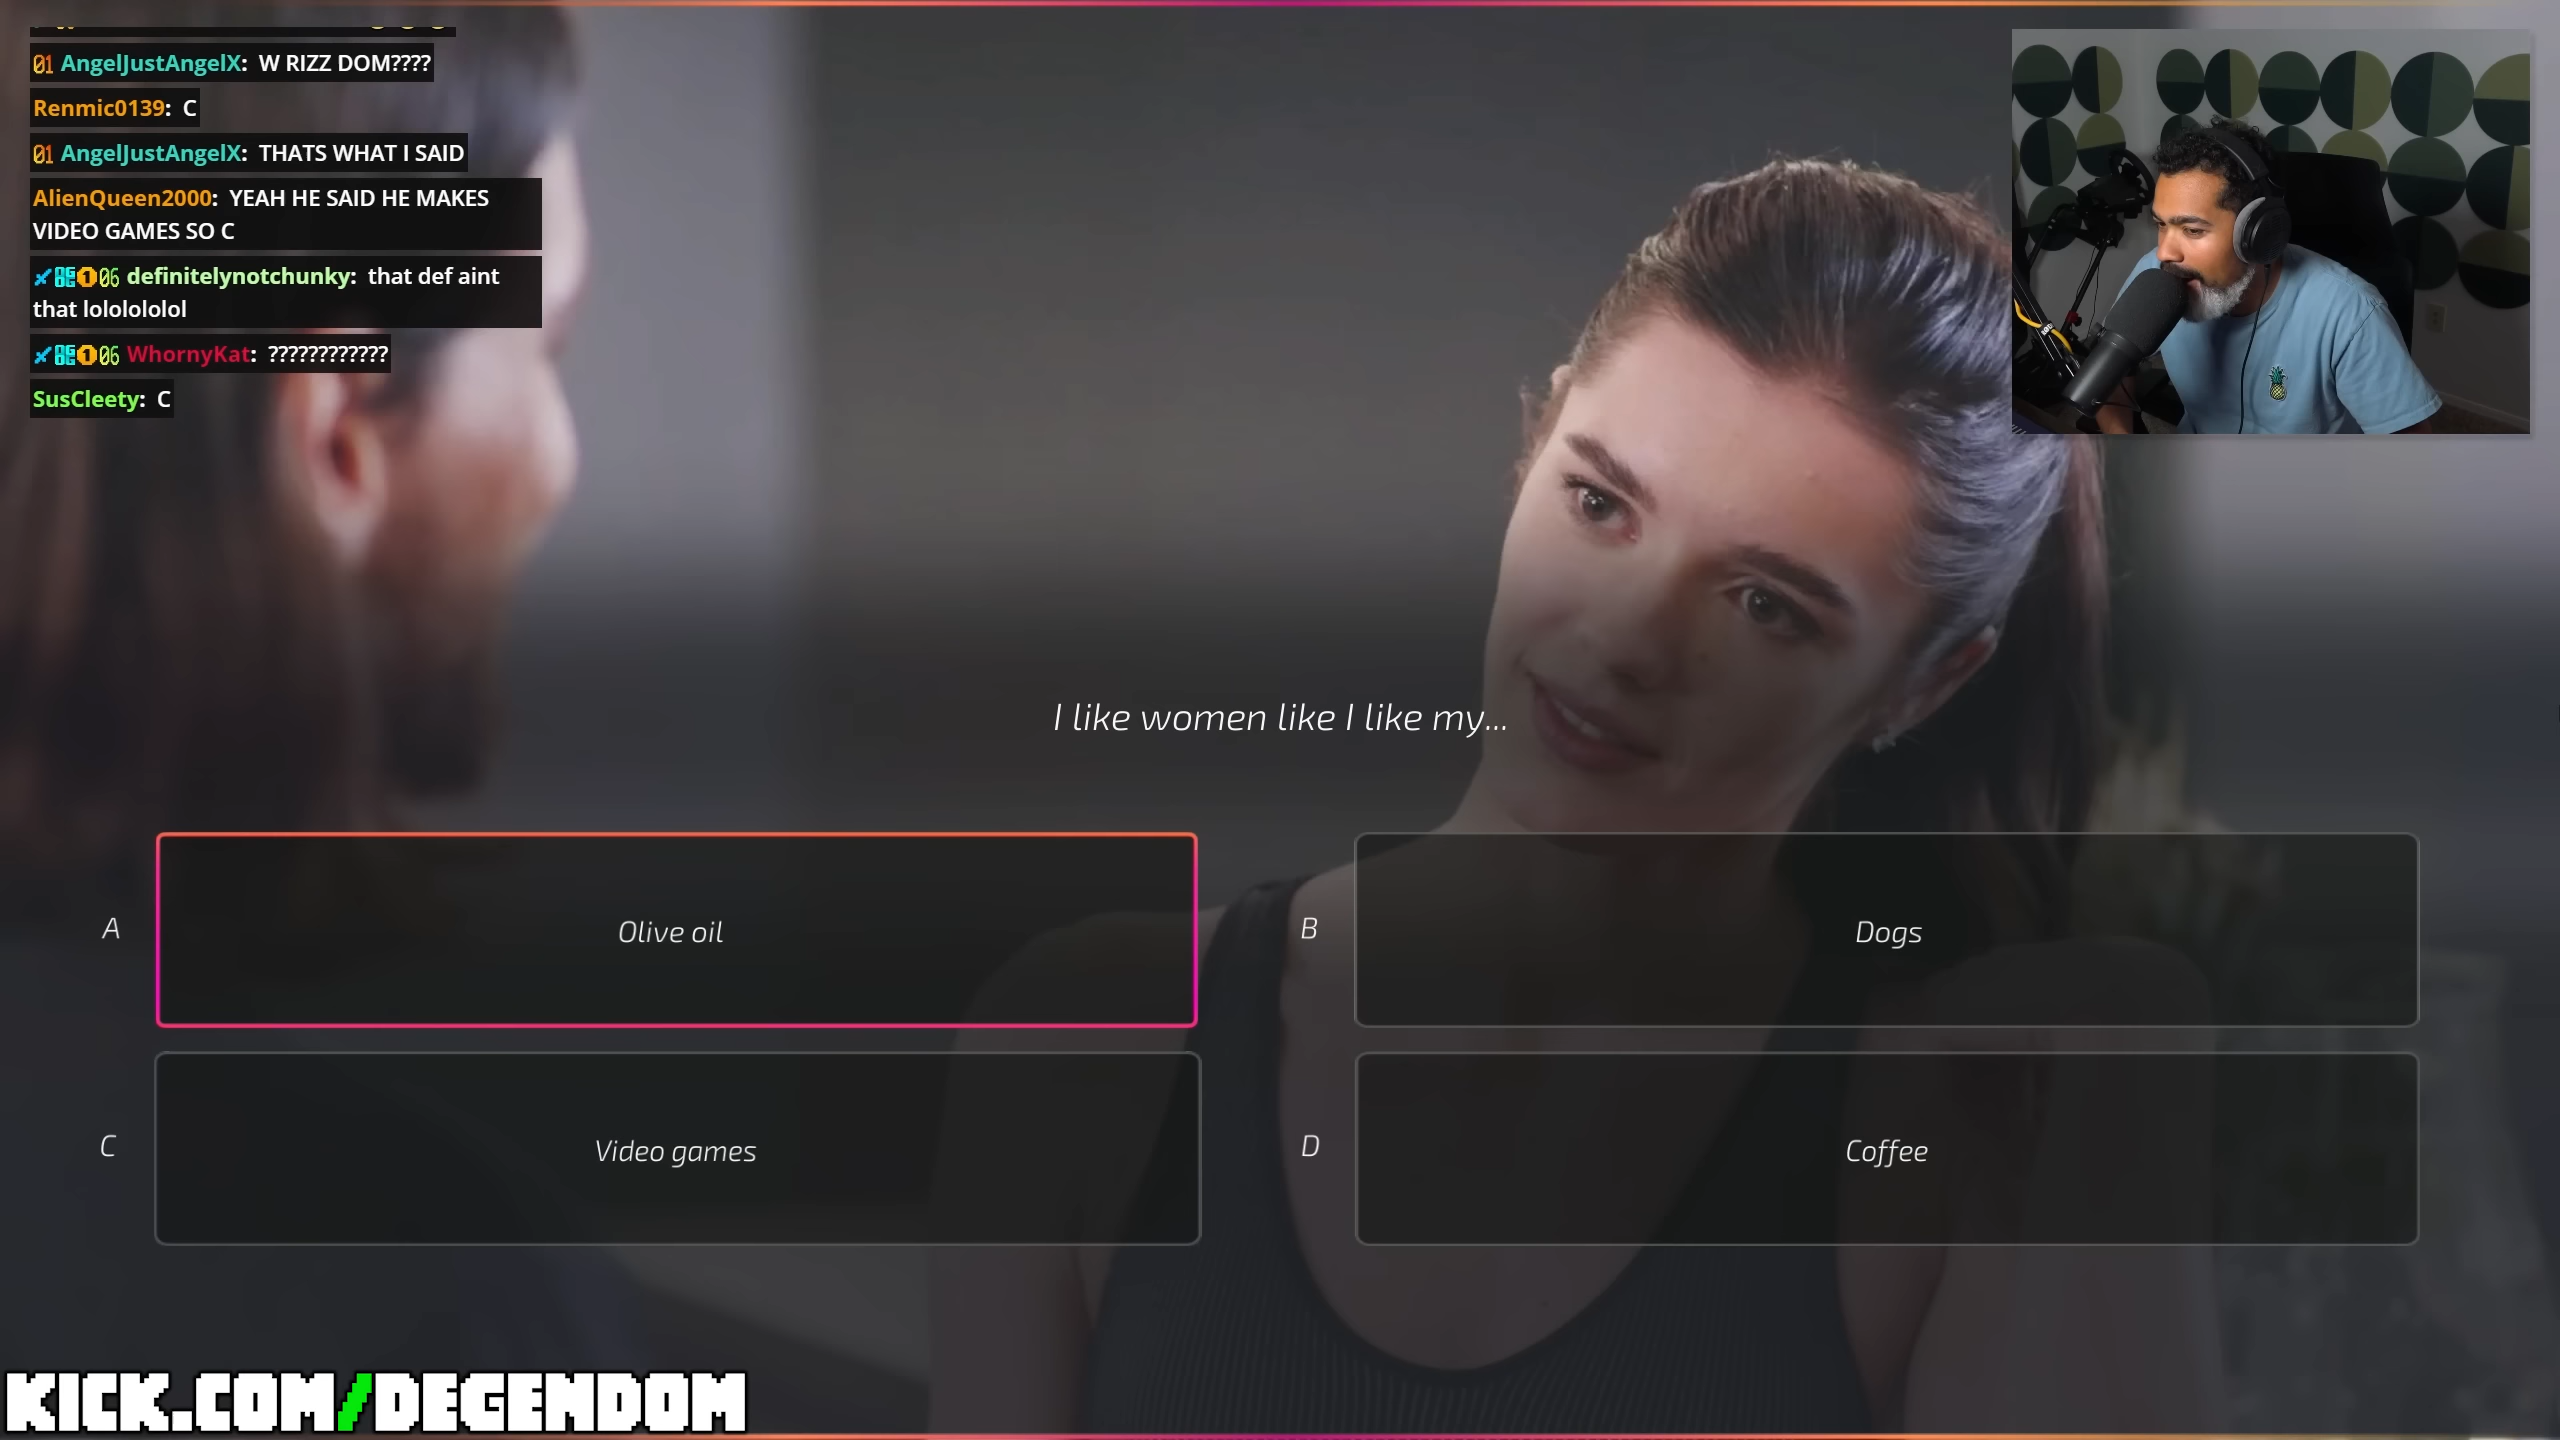 01 AngelJustAngelX: W RIZZ DOM????
Renmic0139: C
01 AngelJustAngelX: THATS WHAT I SAID
AlienQueen2000: YEAH HE SAID HE MAKES
VIDEO GAMES SO C
06 definitelynotchunky: that def aint
that lolololololol
06 WhornyKat: ????????????
SusCleety: C
I like women like I like my...
A
Olive oil
B
Dogs
C
Video games
D
Coffee
KICK.COM/DEGENDOM